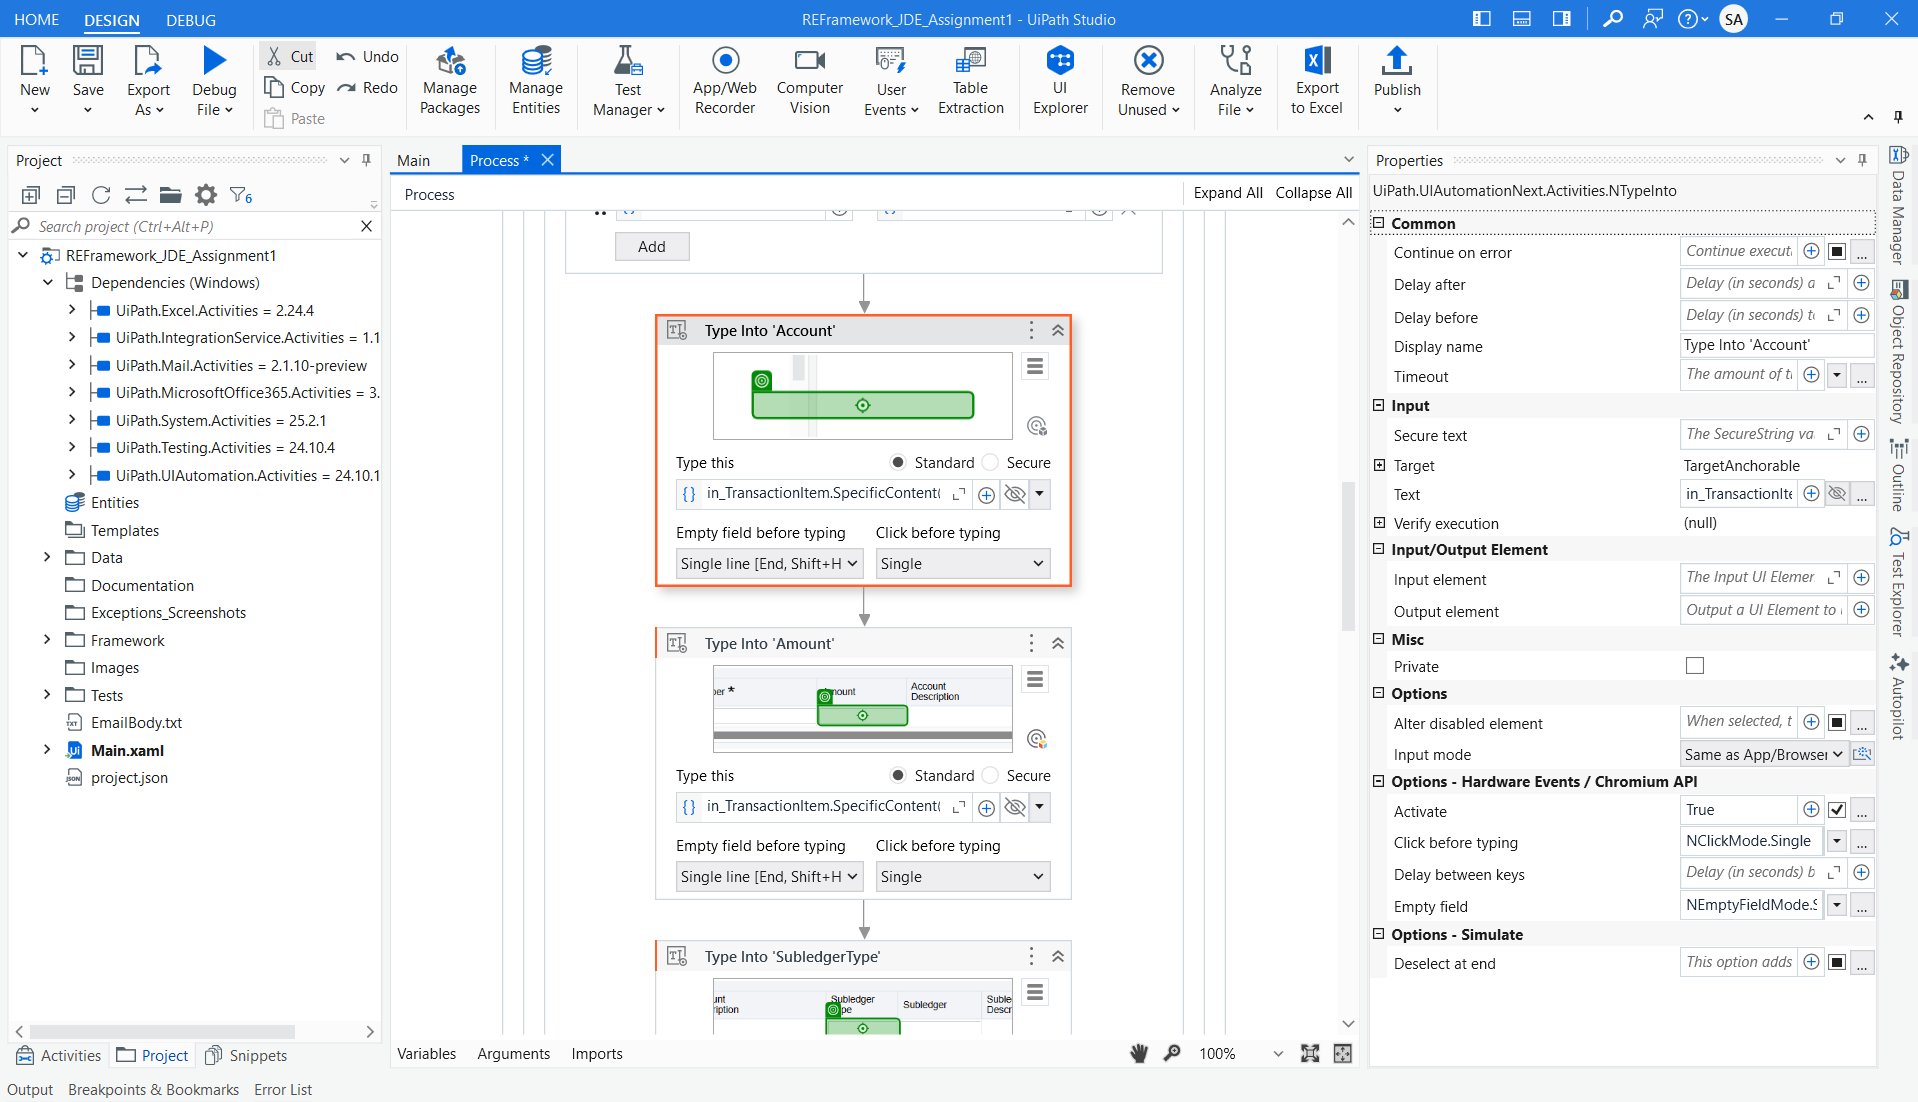 HOME DESIGN DEBUG
REFramework_JDE_Assignment1 - UiPath Studio
SA
New
Save
Export As
Debug File
Cut
Copy
Paste
Undo
Redo
Manage Packages
Manage Entities
Test Manager
App/Web Recorder
Computer Vision
User Events
Table Extraction
UI Explorer
Remove Unused
Analyze File
Export to Excel
Publish
Project
6
Search project (Ctrl+Alt+P)
REFramework_JDE_Assignment1
Dependencies (Windows)
UiPath.Excel.Activities = 2.24.4
UiPath.IntegrationService.Activities = 1.1
UiPath.Mail.Activities = 2.1.10-preview
UiPath.MicrosoftOffice365.Activities = 3.
UiPath.System.Activities = 25.2.1
UiPath.Testing.Activities = 24.10.4
UiPath.UIAutomation.Activities = 24.10.1
Entities
Templates
Data
Documentation
Exceptions_Screenshots
Framework
Images
Tests
EmailBody.txt
Main.xaml
project.json
Activities Project Snippets
Output Breakpoints & Bookmarks Error List
Main Process *
Process
Expand All Collapse All
Add
Type Into 'Account'
Type this Standard Secure
in_TransactionItem.SpecificContent(
Empty field before typing Click before typing
Single line [End, Shift+H Single
Type Into 'Amount'
ber * mount Account Description
Type this Standard Secure
in_TransactionItem.SpecificContent(
Empty field before typing Click before typing
Single line [End, Shift+H Single
Type Into 'SubledgerType'
unt ription Subledger ype Subledger Suble Descr
Variables Arguments Imports
100%
Properties
UiPath.UIAutomationNext.Activities.NTypeInto
Common
Continue on error Continue execut ...
Delay after Delay (in seconds) a
Delay before Delay (in seconds) to
Display name Type Into 'Account'
Timeout The amount of ti ...
Input
Secure text The SecureString va
Target TargetAnchorable
Text in_TransactionIte ...
Verify execution (null)
Input/Output Element
Input element The Input UI Elemer
Output element Output a UI Element to
Misc
Private
Options
Alter disabled element When selected, t ...
Input mode Same as App/Browser
Options - Hardware Events / Chromium API
Activate True ...
Click before typing NClickMode.Single ...
Delay between keys Delay (in seconds) b
Empty field NEmptyFieldMode.S ...
Options - Simulate
Deselect at end This option adds ...
Data Manager
Object Repository
Outline
Test Explorer
Autopilot